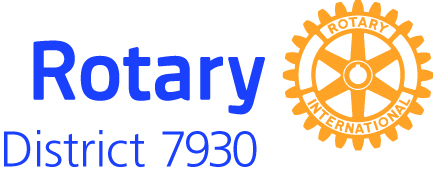 Rotary
District 7930
ROTARY
INTERNATIONAL